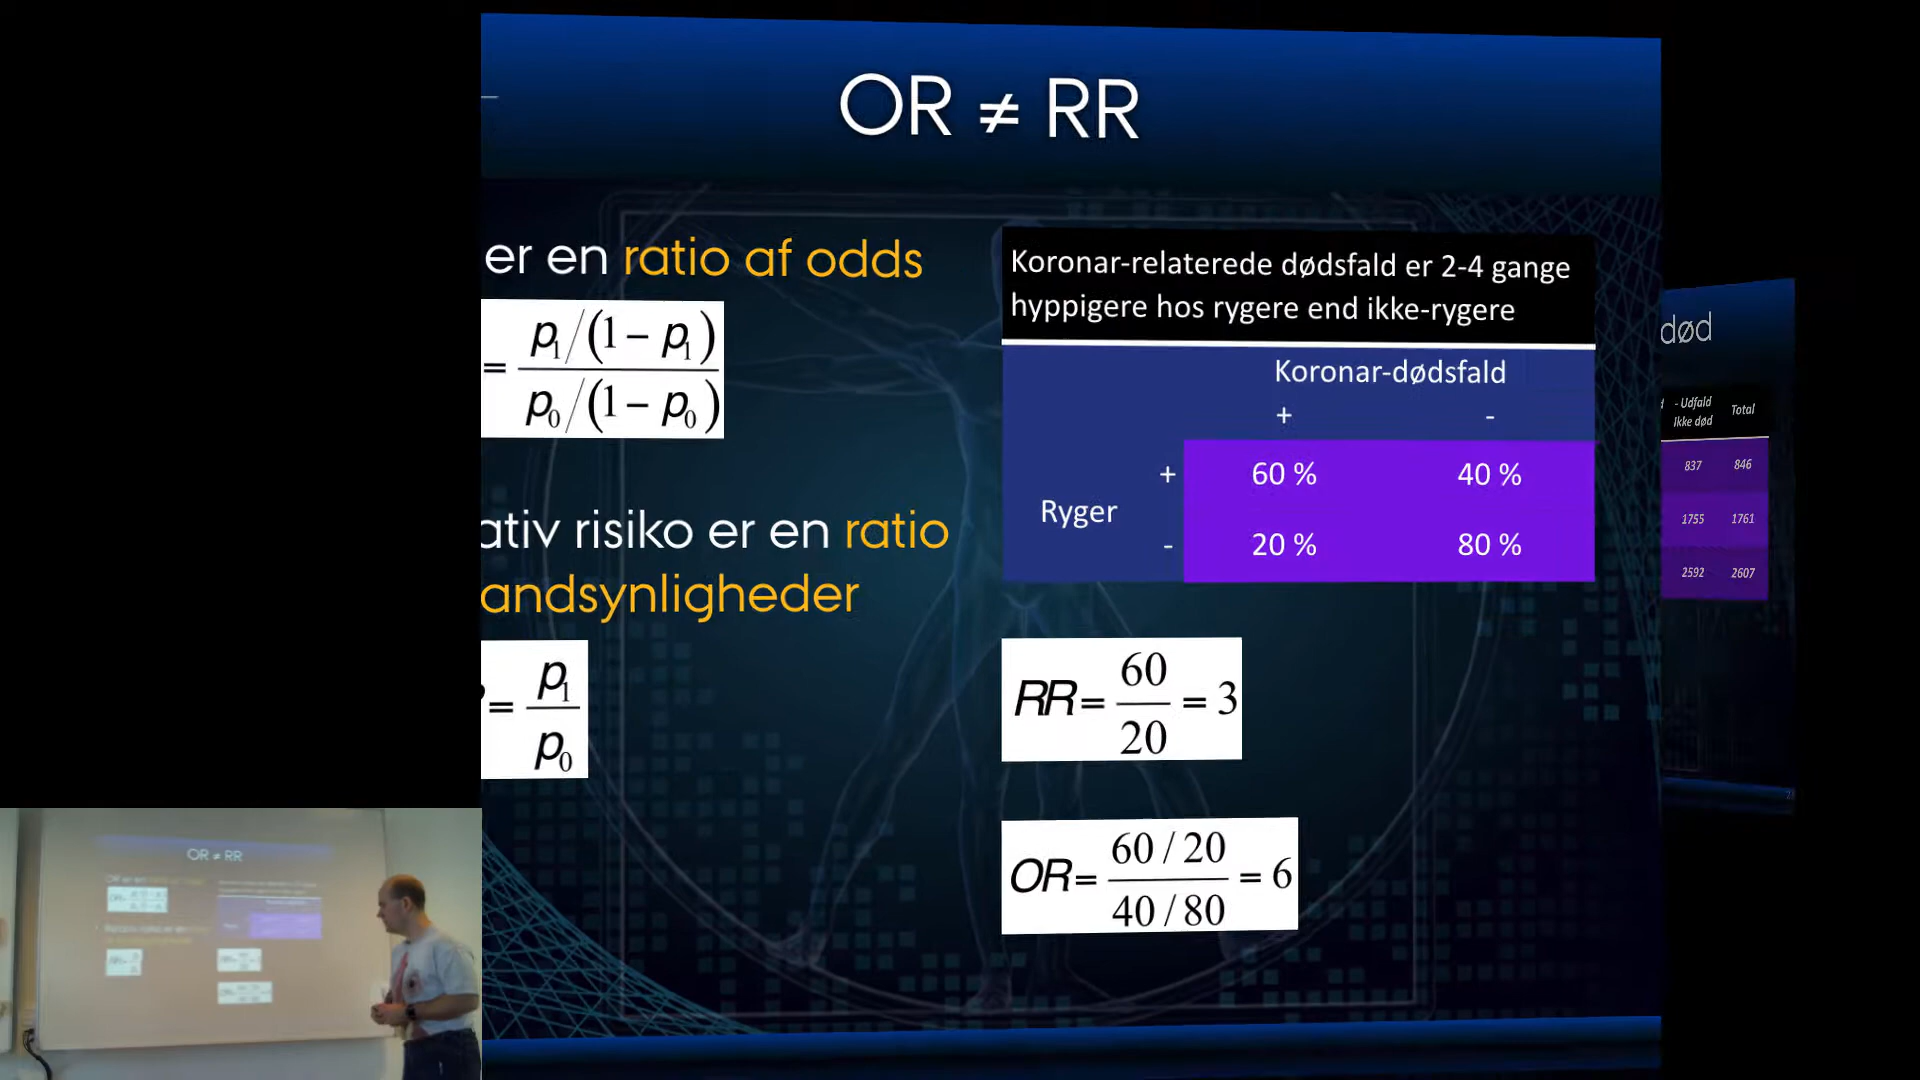 OR ≠ RR
er en ratio af odds
= p₁/(1 − p₁)
p₀/(1 − p₀)
ativ risiko er en ratio
andsynligheder
= p₁
p₀
Koronar-relaterede dødsfald er 2-4 gange
hyppigere hos rygere end ikke-rygere
Koronar-dødsfald
+ -
+ 60 % 40 %
Ryger
- 20 % 80 %
RR = 60
20 = 3
OR = 60 / 20
40 / 80 = 6
død
- Udfald
Ikke død Total
837 846
1755 1761
2592 2607
OR ≠ RR